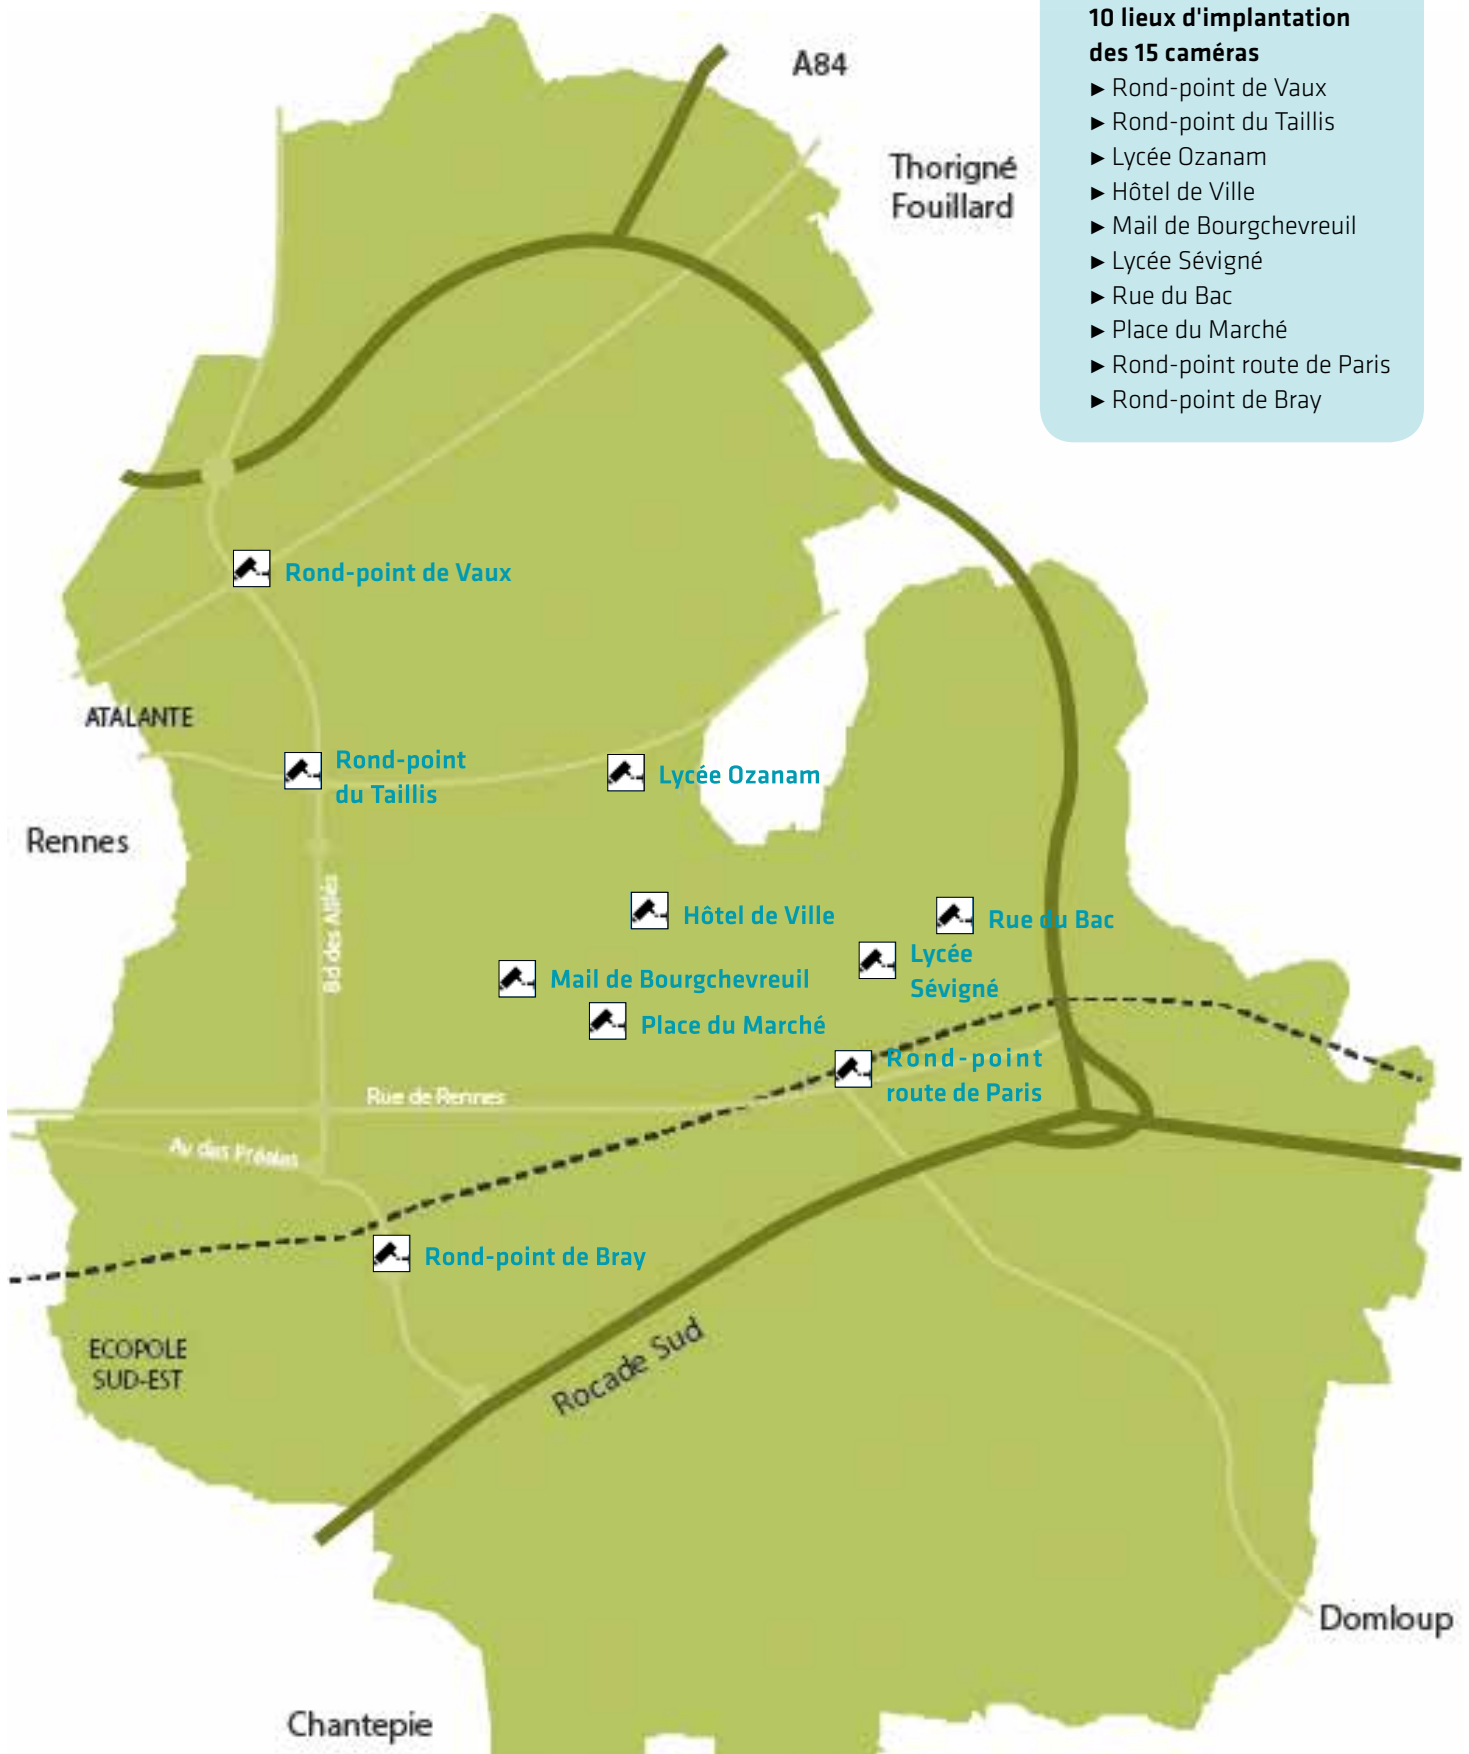 10 lieux d'implantation
des 15 caméras
► Rond-point de Vaux
► Rond-point du Taillis
► Lycée Ozanam
► Hôtel de Ville
► Mail de Bourgchevreuil
► Lycée Sévigné
► Rue du Bac
► Place du Marché
► Rond-point route de Paris
► Rond-point de Bray
A84
Thorigné
Fouillard
Rond-point de Vaux
ATALANTE
Rond-point
du Taillis
Lycée Ozanam
Rennes
Bd des Alliés
Hôtel de Ville
Rue du Bac
Lycée
Sévigné
Mail de Bourgchevreuil
Place du Marché
Rond-point
route de Paris
Rue de Rennes
Av des Préales
Rond-point de Bray
ECOPOLE
SUD-EST
Rocade Sud
Domloup
Chantepie